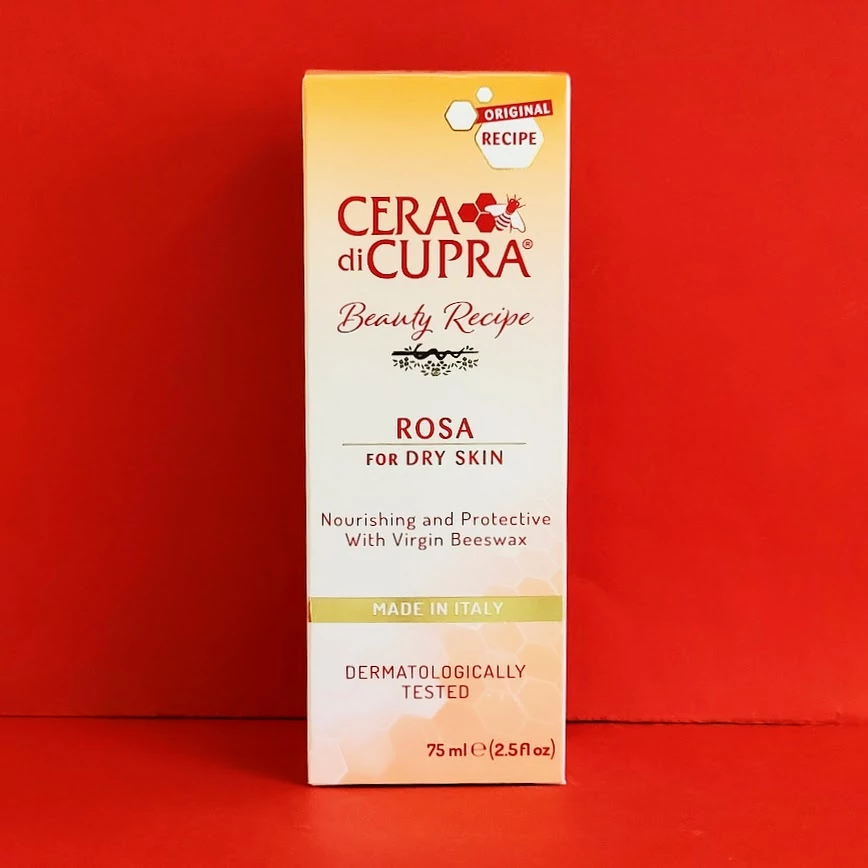 ORIGINAL
RECIPE
CERA
di CUPRA®
Beauty Recipe
ROSA
FOR DRY SKIN
Nourishing and Protective
With Virgin Beeswax
MADE IN ITALY
DERMATOLOGICALLY
TESTED
75 ml ℮ (2.5 fl oz)